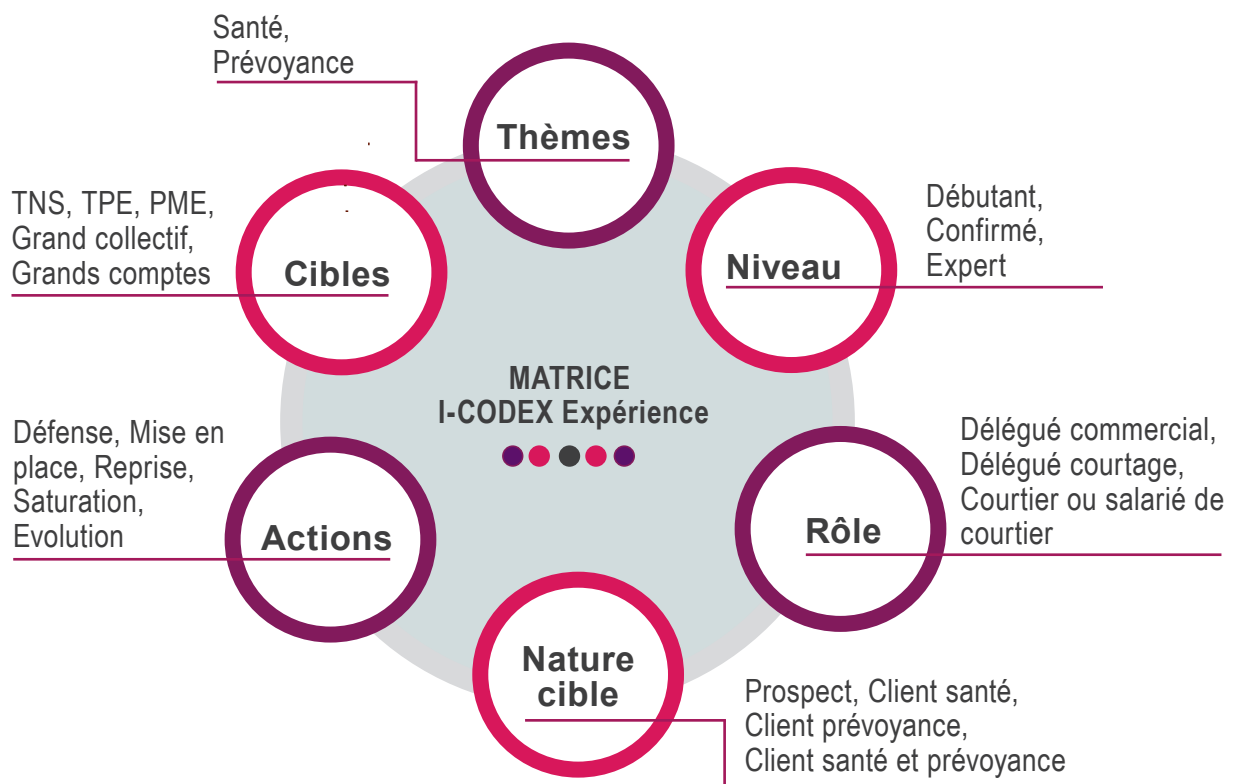 Santé,
Prévoyance
Thèmes
TNS, TPE, PME,
Grand collectif,
Grands comptes
Cibles
Débutant,
Confirmé,
Expert
Niveau
MATRICE
I-CODEX Expérience
Défense, Mise en
place, Reprise,
Saturation,
Evolution
Actions
Délégué commercial,
Délégué courtage,
Courtier ou salarié de
courtier
Rôle
Nature
cible
Prospect, Client santé,
Client prévoyance,
Client santé et prévoyance